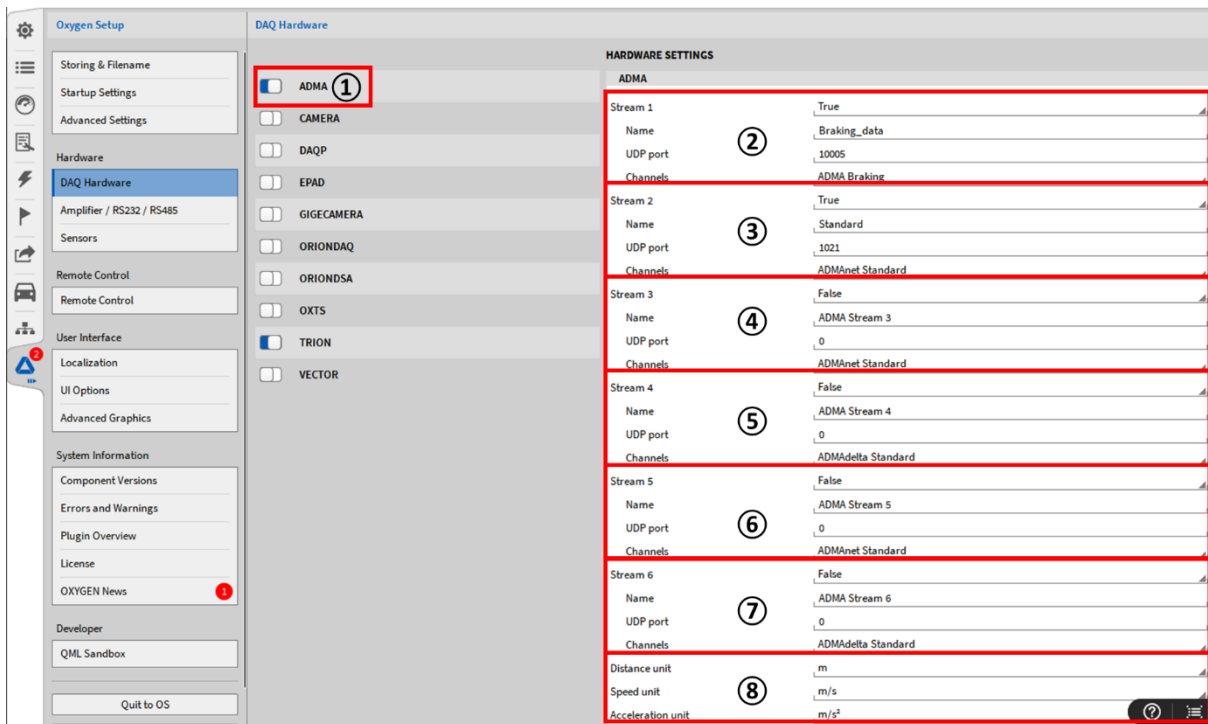 Oxygen Setup
DAQ Hardware
Storing & Filename
Startup Settings
Advanced Settings
Hardware
DAQ Hardware
Amplifier / RS232 / RS485
Sensors
Remote Control
Remote Control
User Interface
Localization
UI Options
Advanced Graphics
System Information
Component Versions
Errors and Warnings
Plugin Overview
License
OXYGEN News 1
Developer
QML Sandbox
Quit to OS
2
ADMA ①
CAMERA
DAQP
EPAD
GIGECAMERA
ORIONDAQ
ORIONDSA
OXTS
TRION
VECTOR
HARDWARE SETTINGS
ADMA
Stream 1 True
Name Braking_data
②
UDP port 10005
Channels ADMA Braking
Stream 2 True
Name Standard
③
UDP port 1021
Channels ADMAnet Standard
Stream 3 False
Name ADMA Stream 3
④
UDP port 0
Channels ADMAnet Standard
Stream 4 False
Name ADMA Stream 4
⑤
UDP port 0
Channels ADMAdelta Standard
Stream 5 False
Name ADMA Stream 5
⑥
UDP port 0
Channels ADMAnet Standard
Stream 6 False
Name ADMA Stream 6
⑦
UDP port 0
Channels ADMAdelta Standard
Distance unit m
Speed unit ⑧ m/s
Acceleration unit m/s²
?